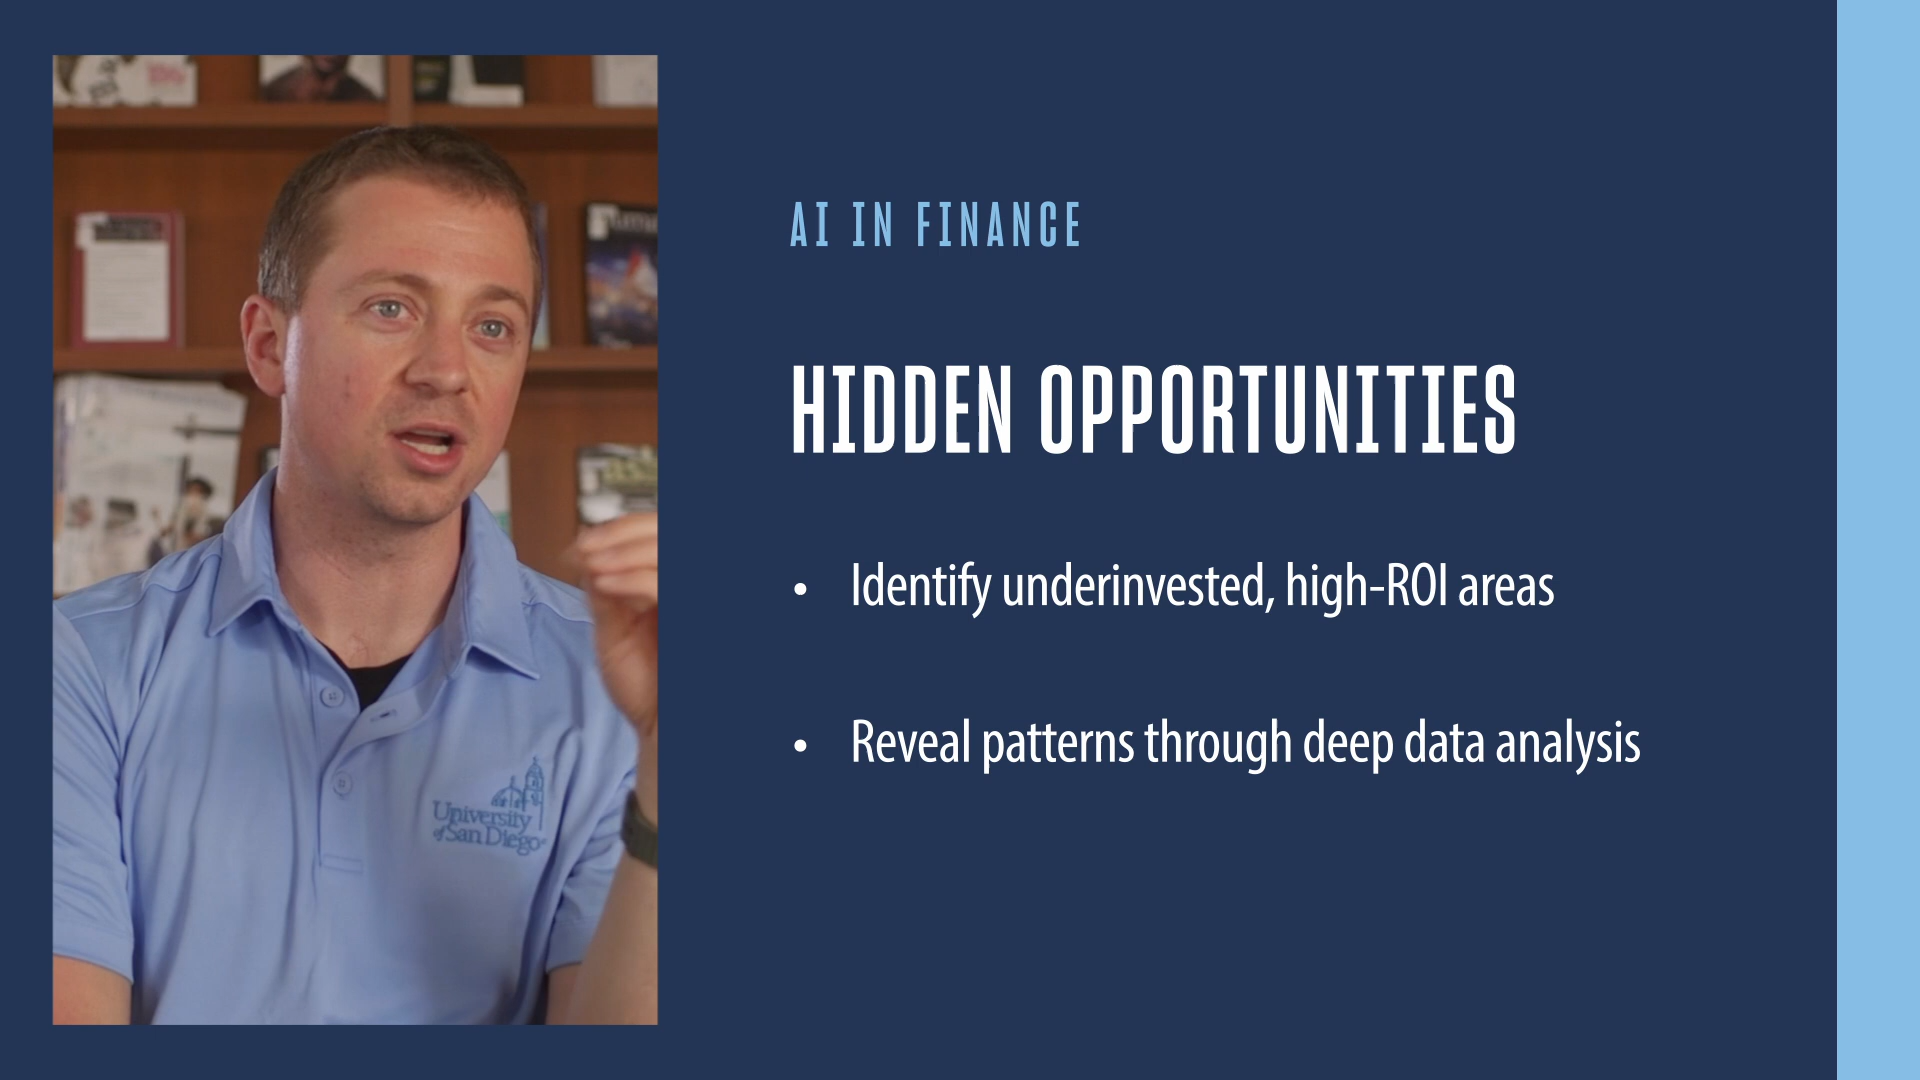 AI IN FINANCE
HIDDEN OPPORTUNITIES
• Identify underinvested, high-ROI areas
• Reveal patterns through deep data analysis
University
of San Diego